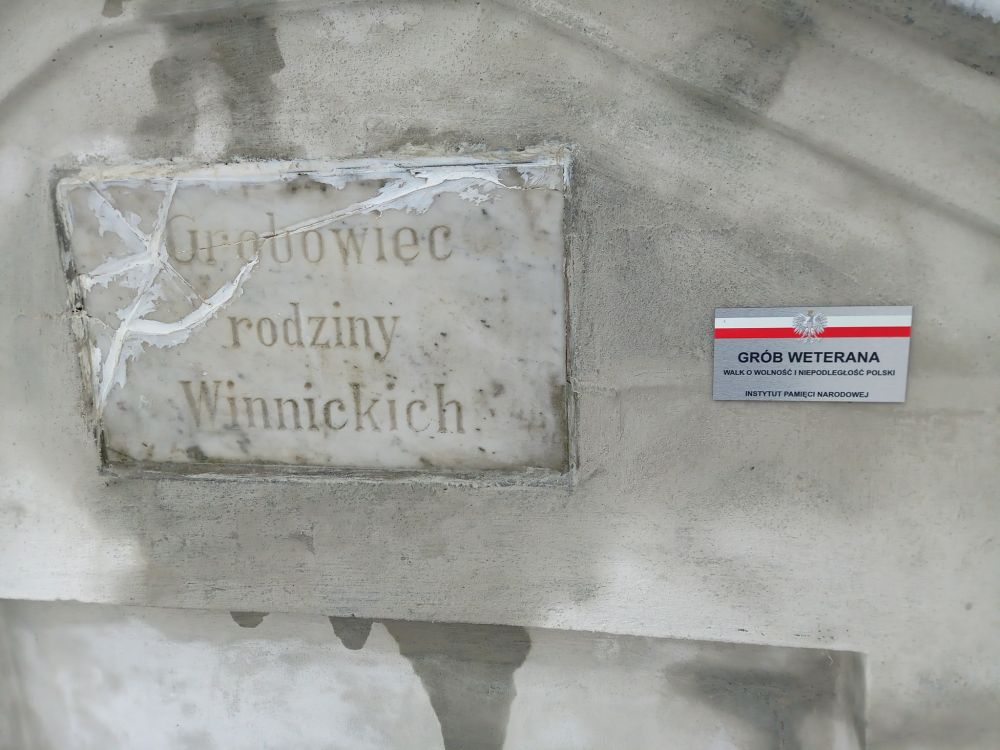 Grobowiec
rodziny
Winnickich
GRÓB WETERANA
WALK O WOLNOŚĆ I NIEPODLEGŁOŚĆ POLSKI
INSTYTUT PAMIĘCI NARODOWEJ